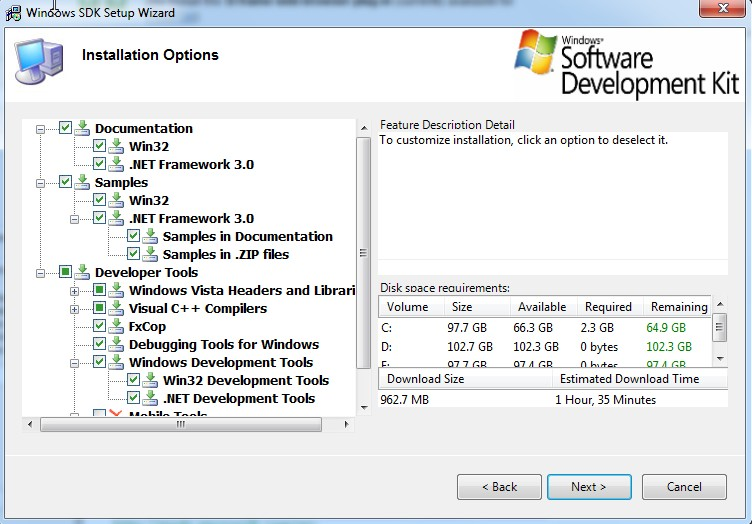 Windows SDK Setup Wizard
Installation Options
Windows®
Software
Development Kit
Documentation
Win32
.NET Framework 3.0
Samples
Win32
.NET Framework 3.0
Samples in Documentation
Samples in .ZIP files
Developer Tools
Windows Vista Headers and Librari
Visual C++ Compilers
FxCop
Debugging Tools for Windows
Windows Development Tools
Win32 Development Tools
.NET Development Tools
Mobile Tools
Feature Description Detail
To customize installation, click an option to deselect it.
Disk space requirements:
Volume Size Available Required Remaining
C: 97.7 GB 66.3 GB 2.3 GB 64.9 GB
D: 102.7 GB 102.3 GB 0 bytes 102.3 GB
97.7 GB 97.4 GB 0 bytes 97.4 GB
Download Size Estimated Download Time
962.7 MB 1 Hour, 35 Minutes
< Back Next > Cancel